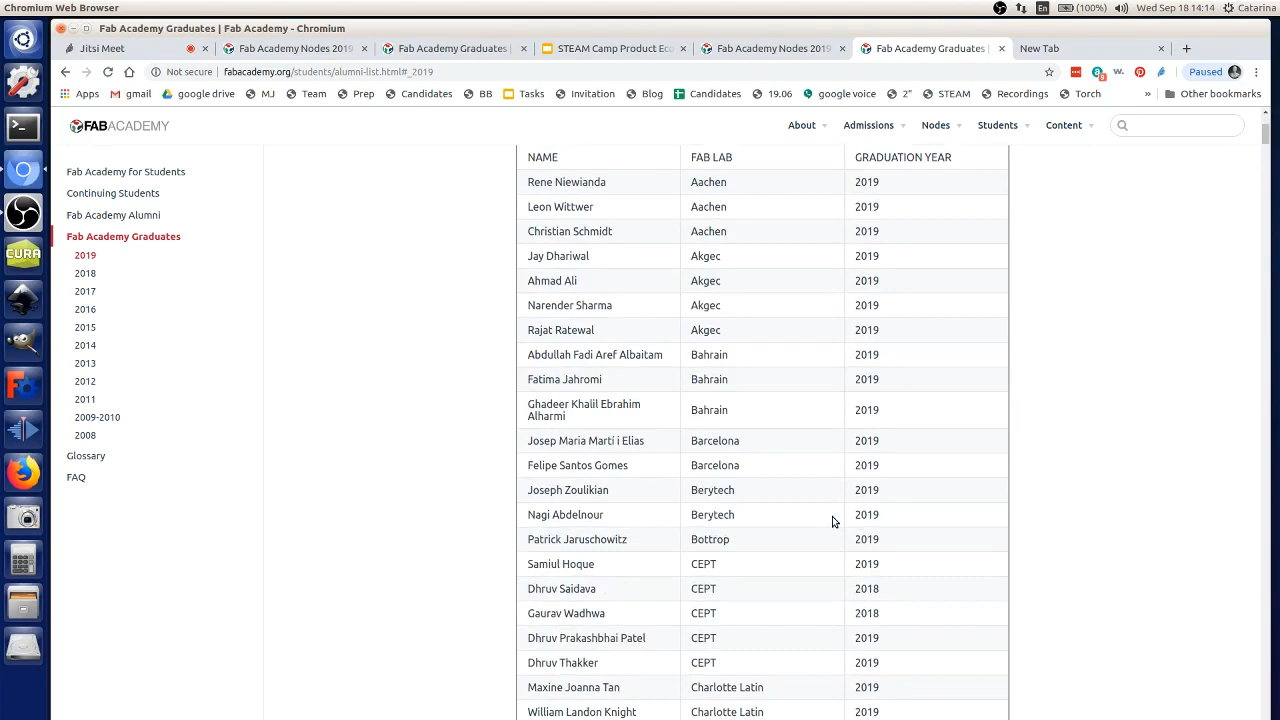 Chromium Web Browser
En
(100%)
Wed Sep 18 14:14
Catarina
Fab Academy Graduates | Fab Academy - Chromium
Jitsi Meet
Fab Academy Nodes 2019
Fab Academy Graduates |
STEAM Camp Product Ec
Fab Academy Nodes 2019
Fab Academy Graduates |
New Tab
Not secure
fabacademy.org/students/alumni-list.html#_2019
Paused
Apps
gmail
google drive
MJ
Team
Prep
Candidates
BB
Tasks
Invitation
Blog
Candidates
19.06
google voice
2"
STEAM
Recordings
Torch
»
Other bookmarks
FABACADEMY
About
Admissions
Nodes
Students
Content
Fab Academy for Students
Continuing Students
Fab Academy Alumni
Fab Academy Graduates
2019
2018
2017
2016
2015
2014
2013
2012
2011
2009-2010
2008
Glossary
FAQ
NAME FAB LAB GRADUATION YEAR
Rene Niewianda Aachen 2019
Leon Wittwer Aachen 2019
Christian Schmidt Aachen 2019
Jay Dhariwal Akgec 2019
Ahmad Ali Akgec 2019
Narender Sharma Akgec 2019
Rajat Ratewal Akgec 2019
Abdullah Fadi Aref Albaitam Bahrain 2019
Fatima Jahromi Bahrain 2019
Ghadeer Khalil Ebrahim
Alharmi Bahrain 2019
Josep Maria Martí i Elias Barcelona 2019
Felipe Santos Gomes Barcelona 2019
Joseph Zoulikian Berytech 2019
Nagi Abdelnour Berytech 2019
Patrick Jaruschowitz Bottrop 2019
Samiul Hoque CEPT 2019
Dhruv Saidava CEPT 2018
Gaurav Wadhwa CEPT 2018
Dhruv Prakashbhai Patel CEPT 2019
Dhruv Thakker CEPT 2019
Maxine Joanna Tan Charlotte Latin 2019
William Landon Knight Charlotte Latin 2019
CURA